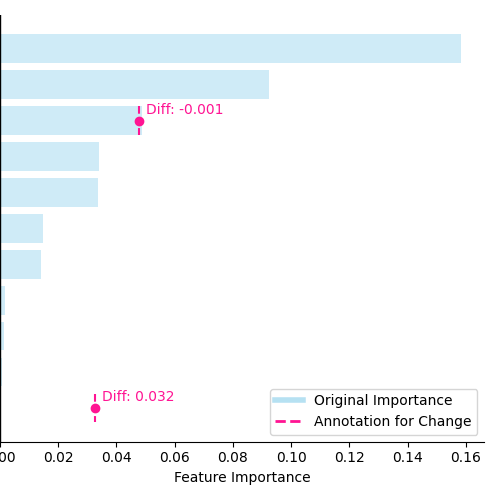 Diff: -0.001
Diff: 0.032
Original Importance
Annotation for Change
00 0.02 0.04 0.06 0.08 0.10 0.12 0.14 0.16
Feature Importance